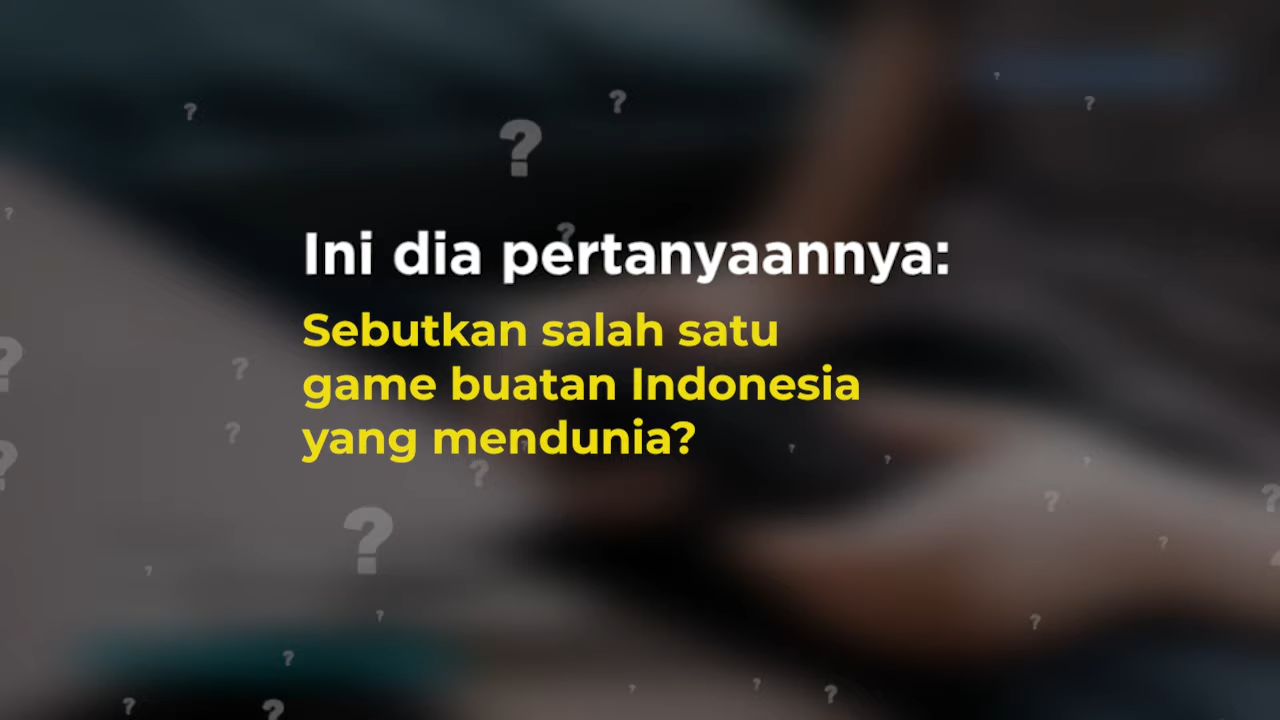 Ini dia pertanyaannya:
Sebutkan salah satu
game buatan Indonesia
yang mendunia?